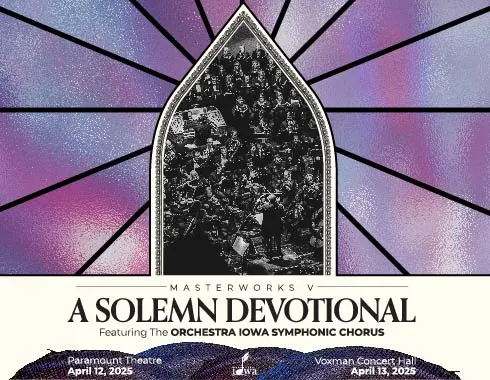 MASTERWORKS V
A SOLEMN DEVOTIONAL
Featuring The ORCHESTRA IOWA SYMPHONIC CHORUS
Paramount Theatre
April 12, 2025
iowa
Voxman Concert Hall
April 13, 2025